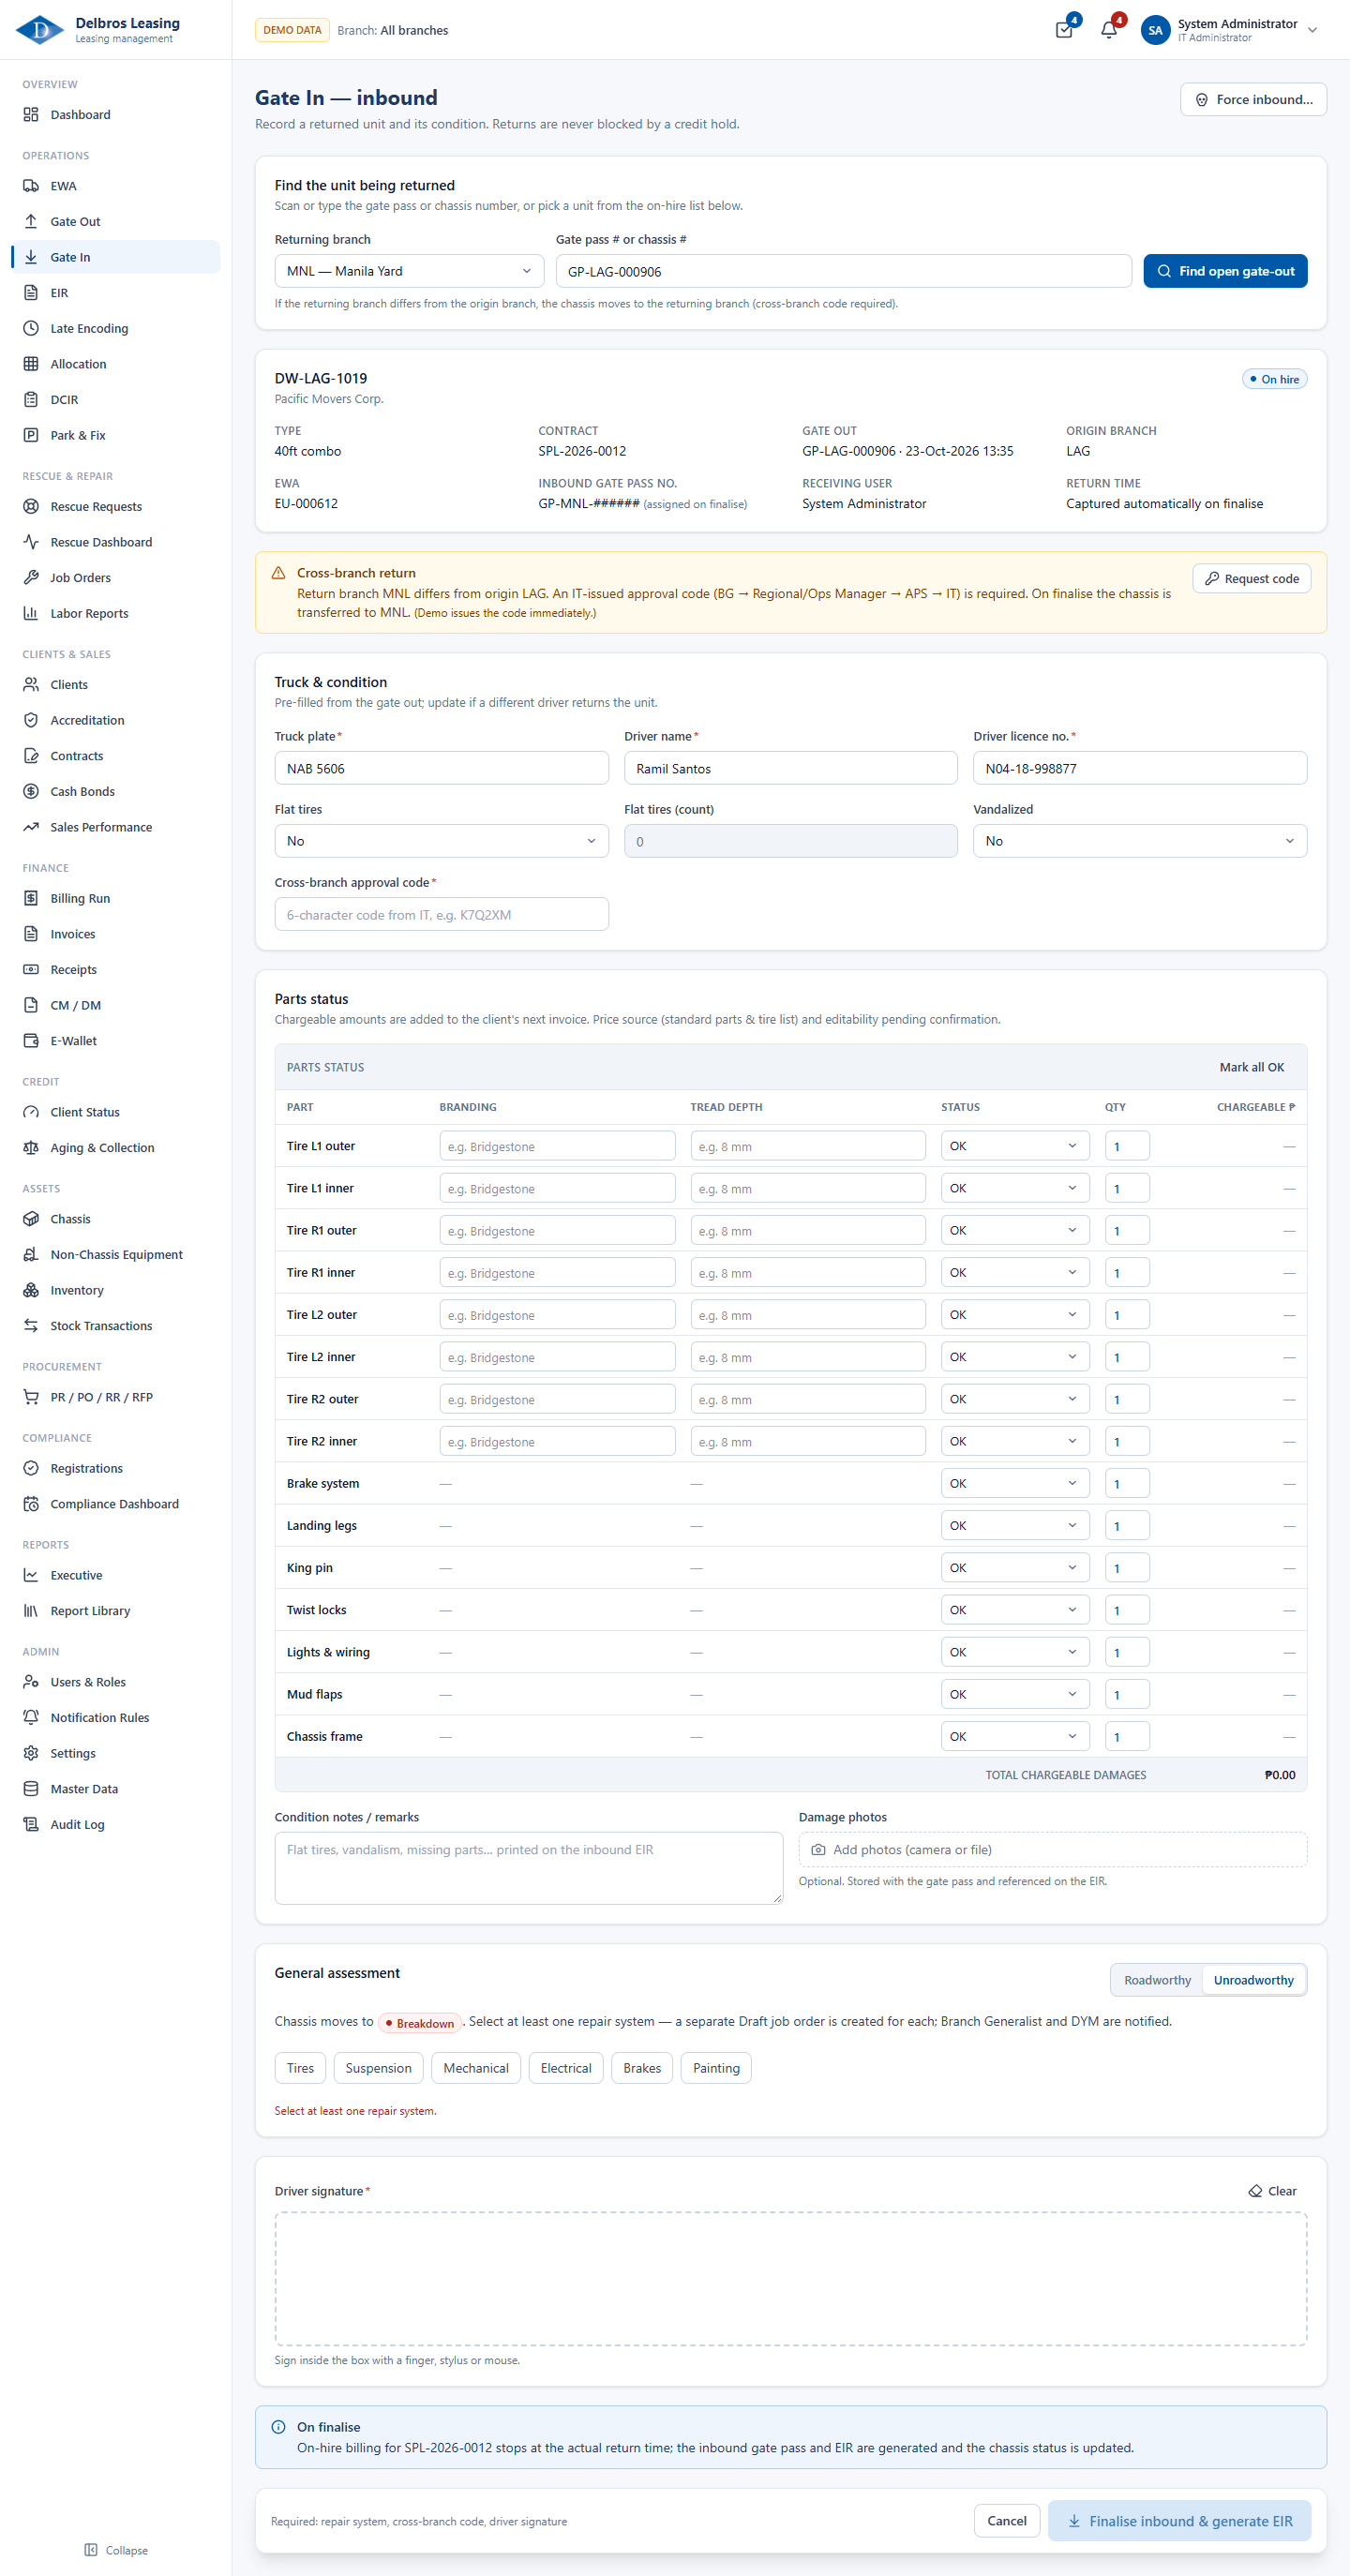 Delbros Leasing
Leasing management
DEMO DATA
Branch: All branches
4
4
SA
System Administrator
IT Administrator
OVERVIEW
Dashboard
OPERATIONS
EWA
Gate Out
Gate In
EIR
Late Encoding
Allocation
DCIR
Park & Fix
RESCUE & REPAIR
Rescue Requests
Rescue Dashboard
Job Orders
Labor Reports
CLIENTS & SALES
Clients
Accreditation
Contracts
Cash Bonds
Sales Performance
FINANCE
Billing Run
Invoices
Receipts
CM / DM
E-Wallet
CREDIT
Client Status
Aging & Collection
ASSETS
Chassis
Non-Chassis Equipment
Inventory
Stock Transactions
PROCUREMENT
PR / PO / RR / RFP
COMPLIANCE
Registrations
Compliance Dashboard
REPORTS
Executive
Report Library
ADMIN
Users & Roles
Notification Rules
Settings
Master Data
Audit Log
Collapse
Gate In — inbound
Record a returned unit and its condition. Returns are never blocked by a credit hold.
Force inbound...
Find the unit being returned
Scan or type the gate pass or chassis number, or pick a unit from the on-hire list below.
Returning branch
Gate pass # or chassis #
MNL — Manila Yard
GP-LAG-000906
Find open gate-out
If the returning branch differs from the origin branch, the chassis moves to the returning branch (cross-branch code required).
DW-LAG-1019
On hire
Pacific Movers Corp.
TYPE CONTRACT GATE OUT ORIGIN BRANCH
40ft combo SPL-2026-0012 GP-LAG-000906 · 23-Oct-2026 13:35 LAG
EWA INBOUND GATE PASS NO. RECEIVING USER RETURN TIME
EU-000612 GP-MNL-###### (assigned on finalise) System Administrator Captured automatically on finalise
Cross-branch return
Return branch MNL differs from origin LAG. An IT-issued approval code (BG → Regional/Ops Manager → APS → IT) is required. On finalise the chassis is
transferred to MNL. (Demo issues the code immediately.)
Request code
Truck & condition
Pre-filled from the gate out; update if a different driver returns the unit.
Truck plate* Driver name* Driver licence no.*
NAB 5606 Ramil Santos N04-18-998877
Flat tires Flat tires (count) Vandalized
No 0 No
Cross-branch approval code*
6-character code from IT, e.g. K7Q2XM
Parts status
Chargeable amounts are added to the client's next invoice. Price source (standard parts & tire list) and editability pending confirmation.
PARTS STATUS Mark all OK
PART BRANDING TREAD DEPTH STATUS QTY CHARGEABLE ₱
Tire L1 outer e.g. Bridgestone e.g. 8 mm OK 1 —
Tire L1 inner e.g. Bridgestone e.g. 8 mm OK 1 —
Tire R1 outer e.g. Bridgestone e.g. 8 mm OK 1 —
Tire R1 inner e.g. Bridgestone e.g. 8 mm OK 1 —
Tire L2 outer e.g. Bridgestone e.g. 8 mm OK 1 —
Tire L2 inner e.g. Bridgestone e.g. 8 mm OK 1 —
Tire R2 outer e.g. Bridgestone e.g. 8 mm OK 1 —
Tire R2 inner e.g. Bridgestone e.g. 8 mm OK 1 —
Brake system — — OK 1 —
Landing legs — — OK 1 —
King pin — — OK 1 —
Twist locks — — OK 1 —
Lights & wiring — — OK 1 —
Mud flaps — — OK 1 —
Chassis frame — — OK 1 —
TOTAL CHARGEABLE DAMAGES ₱0.00
Condition notes / remarks
Flat tires, vandalism, missing parts... printed on the inbound EIR
Damage photos
Add photos (camera or file)
Optional. Stored with the gate pass and referenced on the EIR.
General assessment
Roadworthy Unroadworthy
Chassis moves to Breakdown. Select at least one repair system — a separate Draft job order is created for each; Branch Generalist and DYM are notified.
Tires Suspension Mechanical Electrical Brakes Painting
Select at least one repair system.
Driver signature*
Clear
Sign inside the box with a finger, stylus or mouse.
On finalise
On-hire billing for SPL-2026-0012 stops at the actual return time; the inbound gate pass and EIR are generated and the chassis status is updated.
Required: repair system, cross-branch code, driver signature
Cancel
Finalise inbound & generate EIR